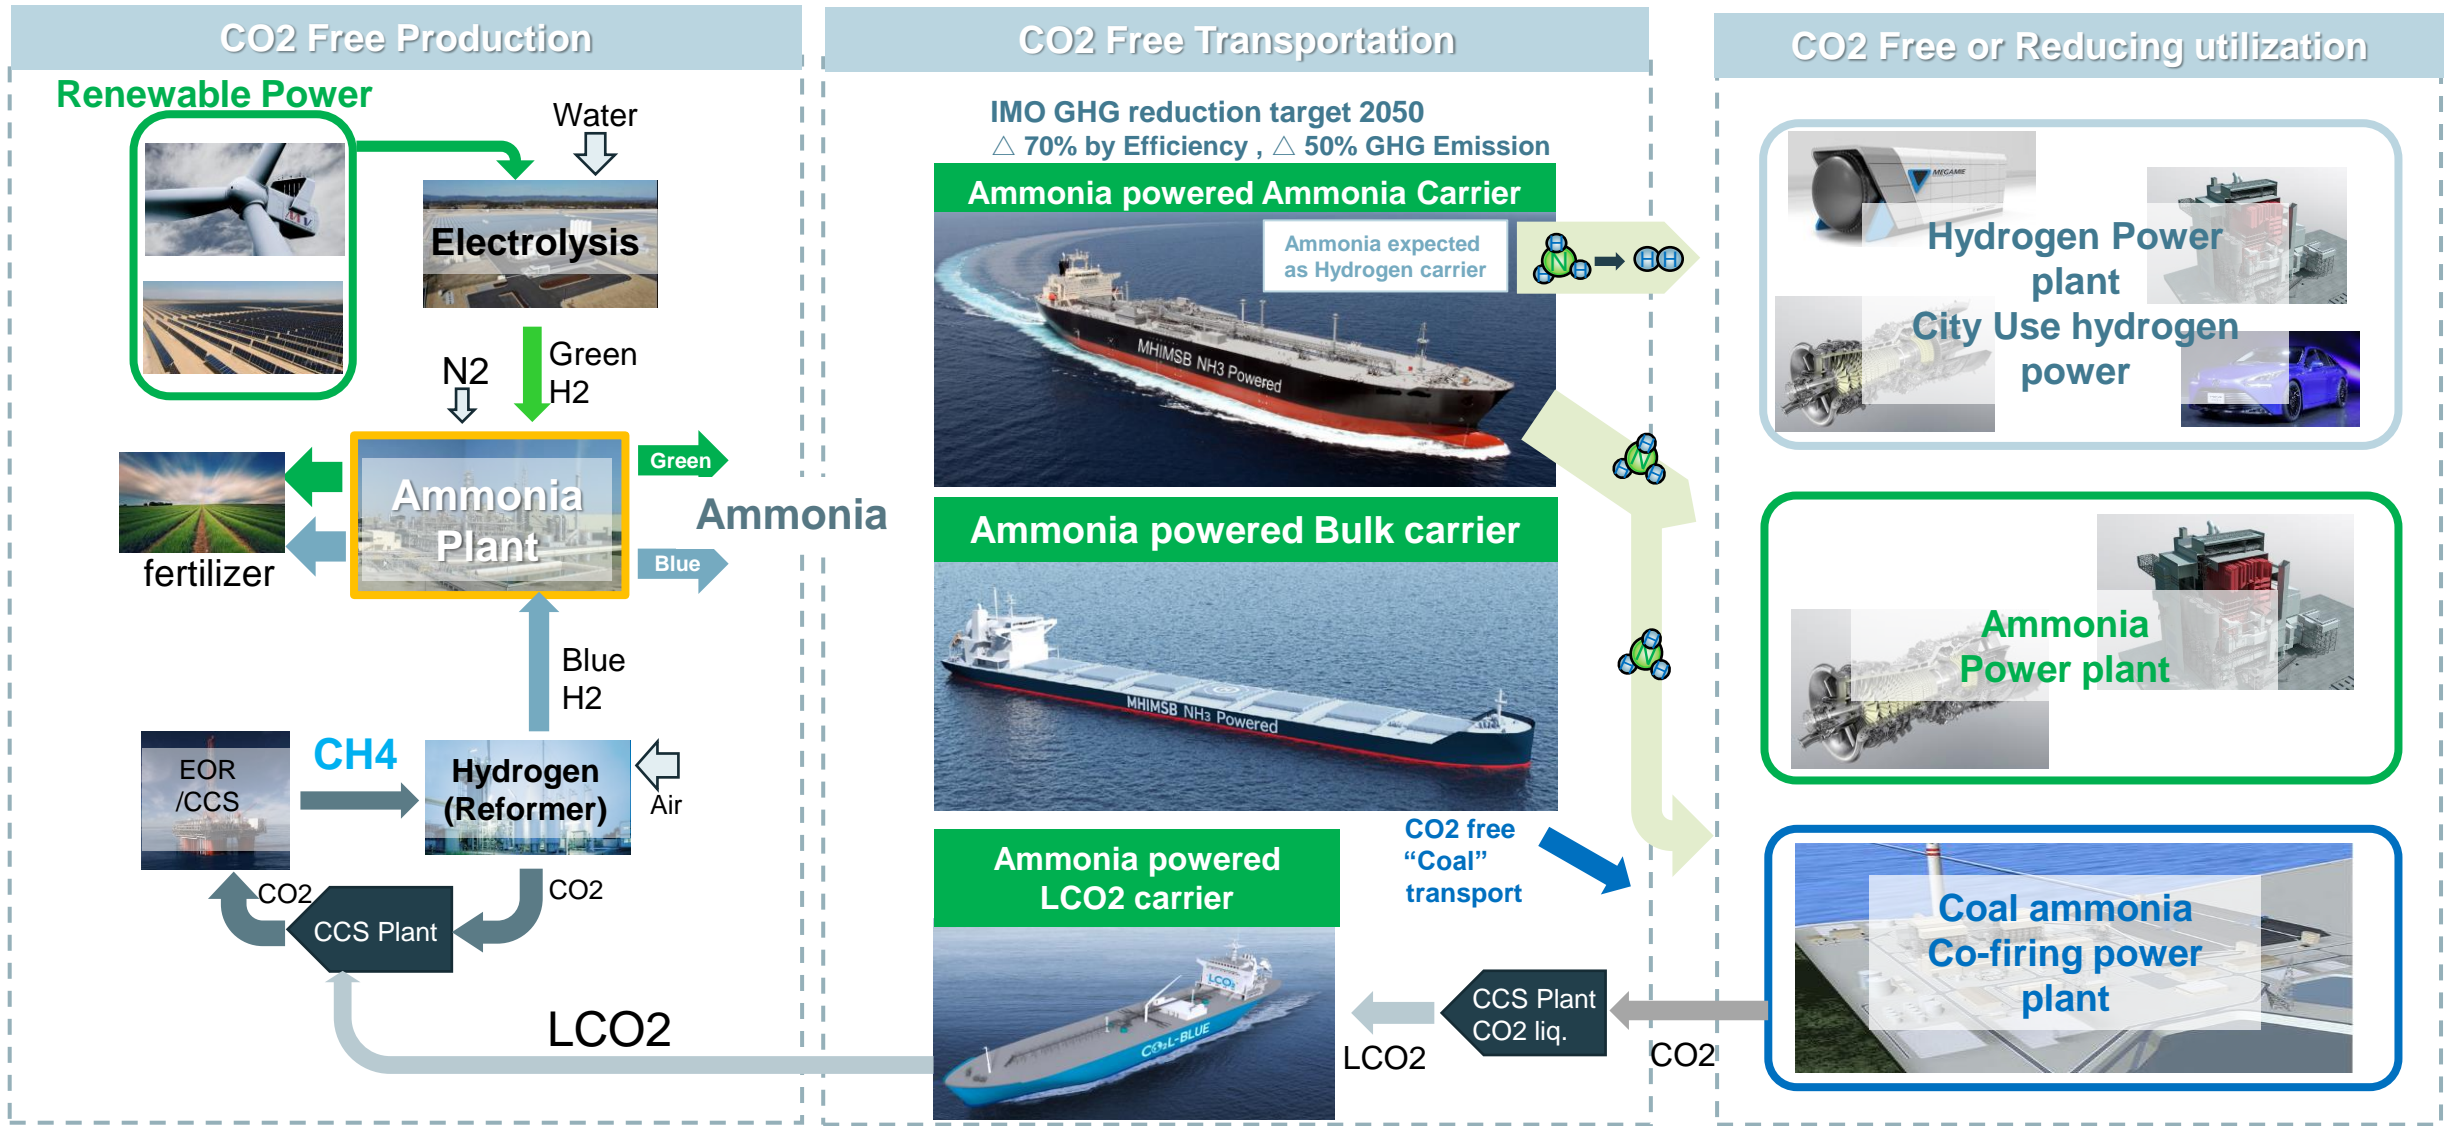 CO2 Free Production
Renewable Power
Water
Electrolysis
Green
H2
N2
Ammonia
Plant
Green
Blue
Ammonia
fertilizer
Blue
H2
EOR
/CCS
CH4
Hydrogen
(Reformer)
Air
CO2
CO2
CCS Plant
LCO2
CO2 Free Transportation
IMO GHG reduction target 2050
△ 70% by Efficiency , △ 50% GHG Emission
Ammonia powered Ammonia Carrier
Ammonia expected
as Hydrogen carrier
N
H
H
H
H
H
MHIMSB NH3 Powered
N
H
H
H
Ammonia powered Bulk carrier
MHIMSB NH3 Powered
N
H
H
H
CO2 free
“Coal”
transport
Ammonia powered
LCO2 carrier
LCO2
CO2L-BLUE
LCO2
CCS Plant
CO2 liq.
CO2
CO2 Free or Reducing utilization
MEGAMIE
Hydrogen Power
plant
City Use hydrogen
power
Ammonia
Power plant
Coal ammonia
Co-firing power
plant